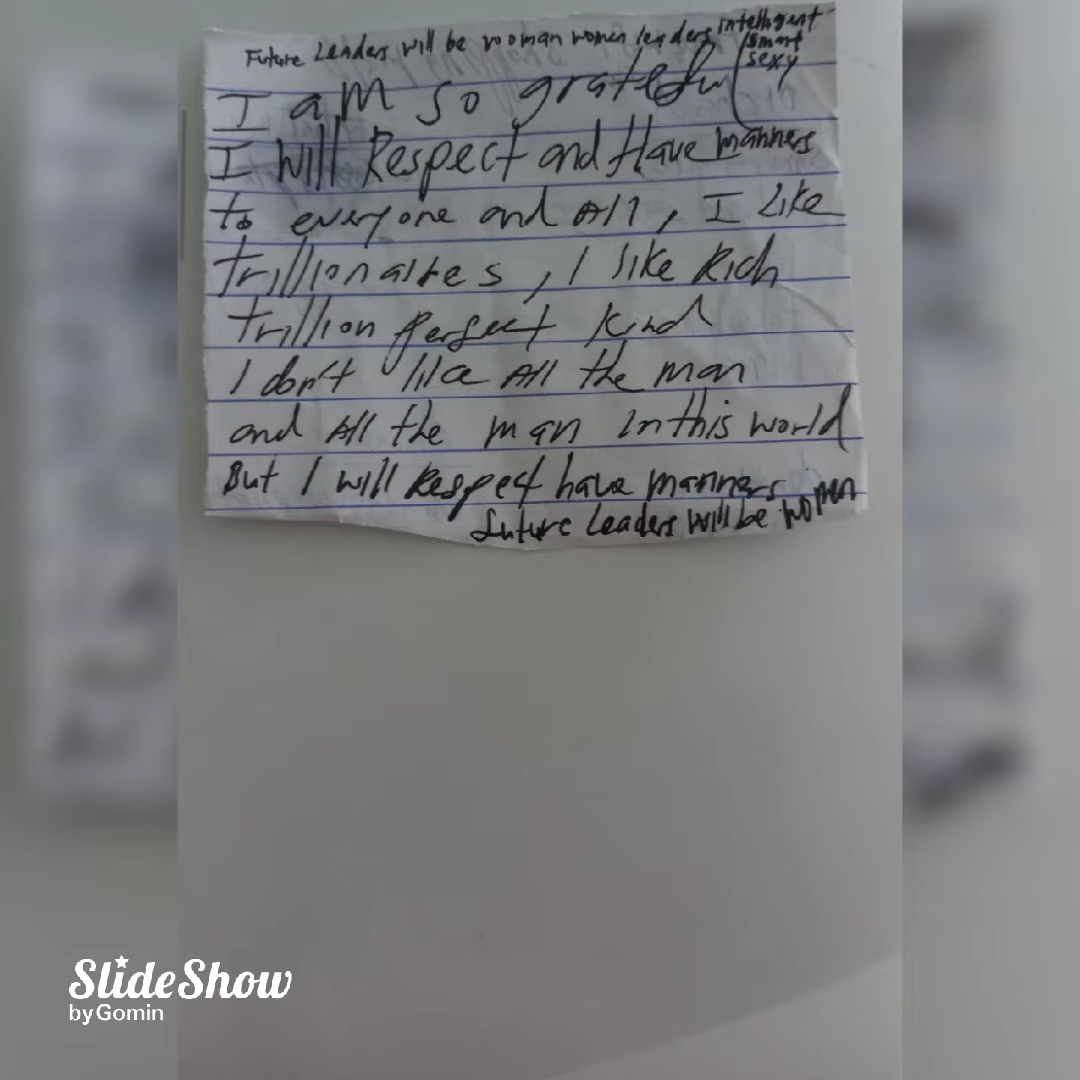 Future Leaders will be woman women leaders intelligent
smart
sexy
I am so grateful
I will Respect and Have manners
to everyone and All, I Like
trillionaires, I like Rich
trillion perfect kind
I don't like All the man
and All the man in this world
But I will Respect have manners
future Leaders will be women
SlideShow
by Gomin